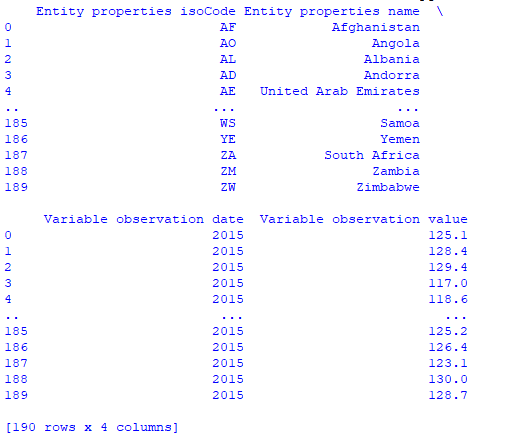 Entity properties isoCode Entity properties name  \
0 AF Afghanistan
1 AO Angola
2 AL Albania
3 AD Andorra
4 AE United Arab Emirates
.. ... ...
185 WS Samoa
186 YE Yemen
187 ZA South Africa
188 ZM Zambia
189 ZW Zimbabwe
Variable observation date  Variable observation value
0 2015 125.1
1 2015 128.4
2 2015 129.4
3 2015 117.0
4 2015 118.6
.. ... ...
185 2015 125.2
186 2015 126.4
187 2015 123.1
188 2015 130.0
189 2015 128.7
[190 rows x 4 columns]